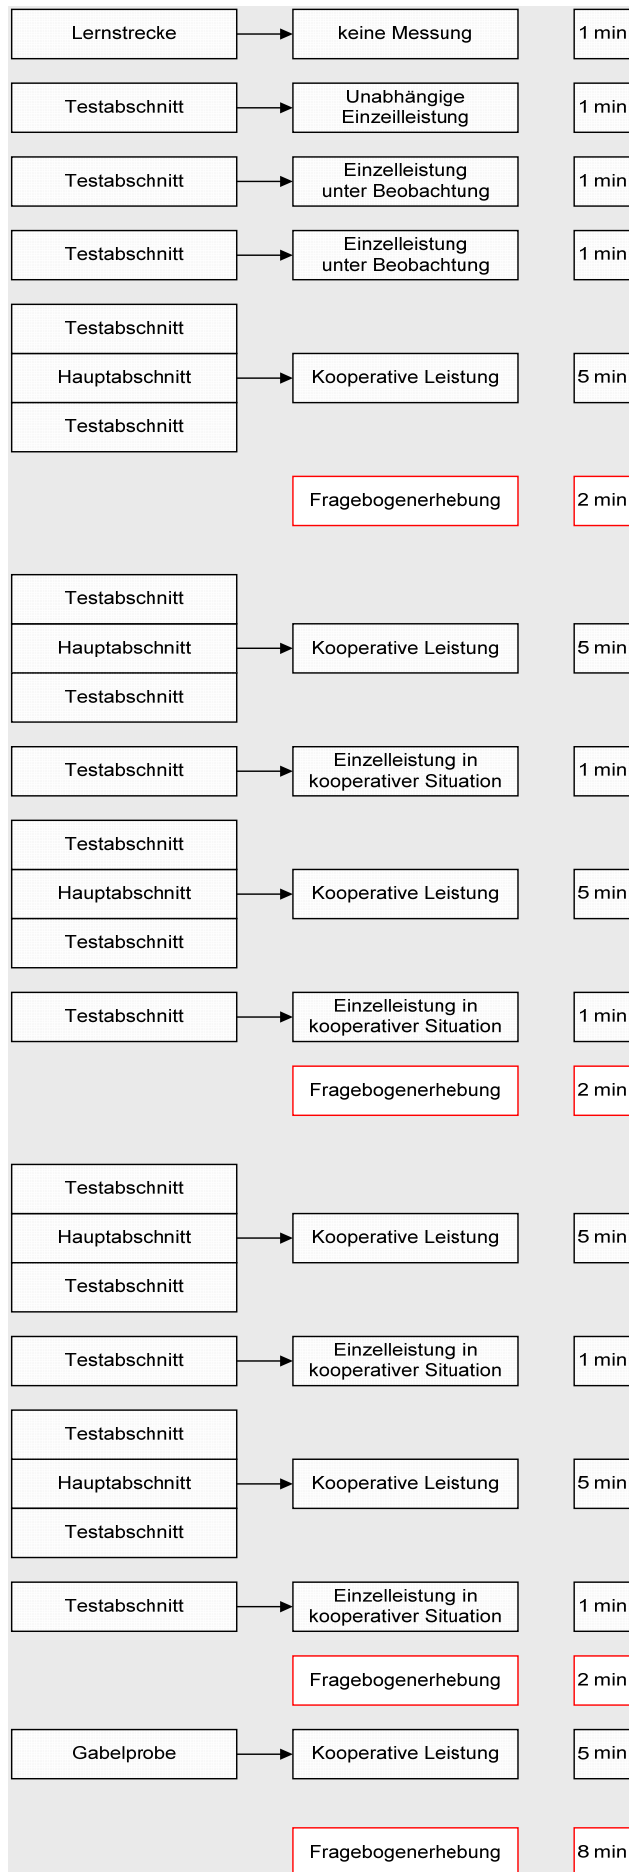 Lernstrecke keine Messung 1 min
Testabschnitt Unabhängige
Einzeilleistung 1 min
Testabschnitt Einzelleistung
unter Beobachtung 1 min
Testabschnitt Einzelleistung
unter Beobachtung 1 min
Testabschnitt
Hauptabschnitt Kooperative Leistung 5 min
Testabschnitt
Fragebogenerhebung 2 min
Testabschnitt
Hauptabschnitt Kooperative Leistung 5 min
Testabschnitt
Testabschnitt Einzelleistung in
kooperativer Situation 1 min
Testabschnitt
Hauptabschnitt Kooperative Leistung 5 min
Testabschnitt
Testabschnitt Einzelleistung in
kooperativer Situation 1 min
Fragebogenerhebung 2 min
Testabschnitt
Hauptabschnitt Kooperative Leistung 5 min
Testabschnitt
Testabschnitt Einzelleistung in
kooperativer Situation 1 min
Testabschnitt
Hauptabschnitt Kooperative Leistung 5 min
Testabschnitt
Testabschnitt Einzelleistung in
kooperativer Situation 1 min
Fragebogenerhebung 2 min
Gabelprobe Kooperative Leistung 5 min
Fragebogenerhebung 8 min